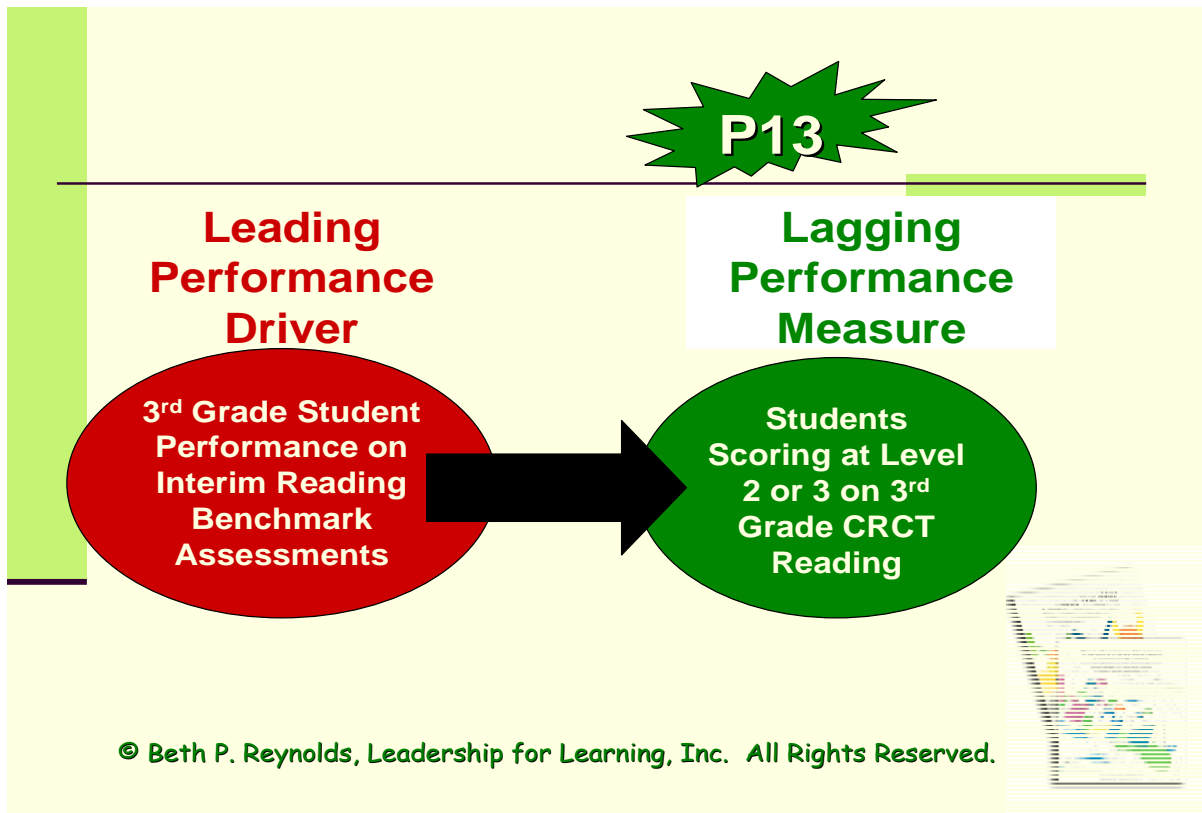 P13
Leading
Performance
Driver
Lagging
Performance
Measure
3rd Grade Student
Performance on
Interim Reading
Benchmark
Assessments
Students
Scoring at Level
2 or 3 on 3rd
Grade CRCT
Reading
© Beth P. Reynolds, Leadership for Learning, Inc.  All Rights Reserved.